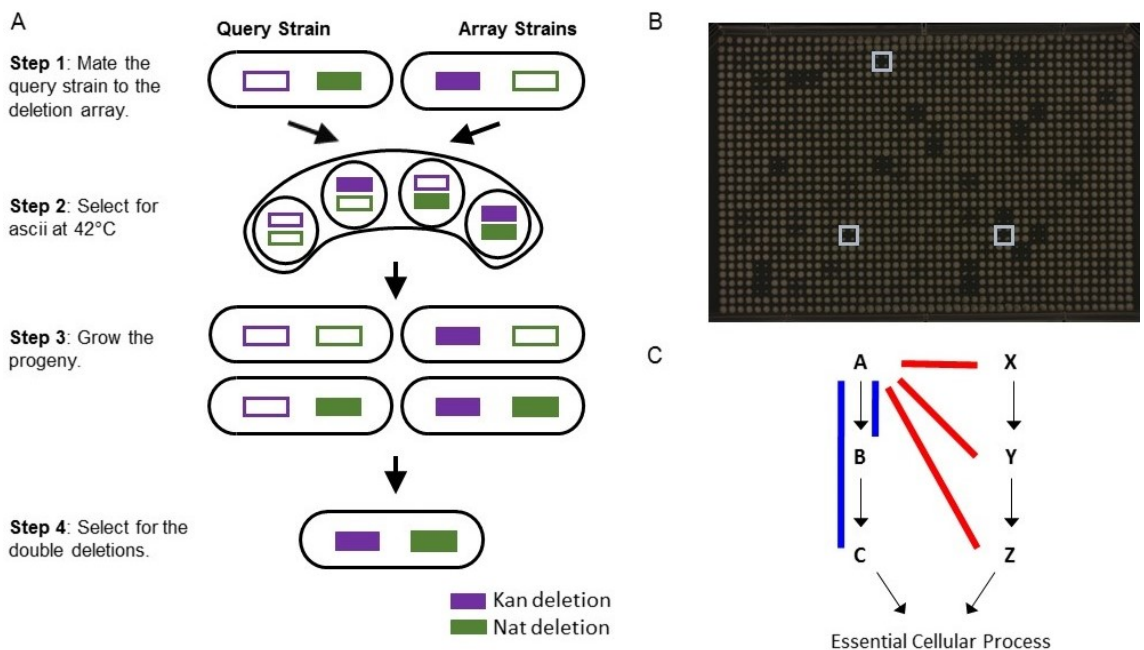 A
Query Strain
Array Strains
Step 1: Mate the
query strain to the
deletion array.
Step 2: Select for
ascii at 42°C
Step 3: Grow the
progeny.
Step 4: Select for the
double deletions.
Kan deletion
Nat deletion
B
C
A
X
B
Y
C
Z
Essential Cellular Process